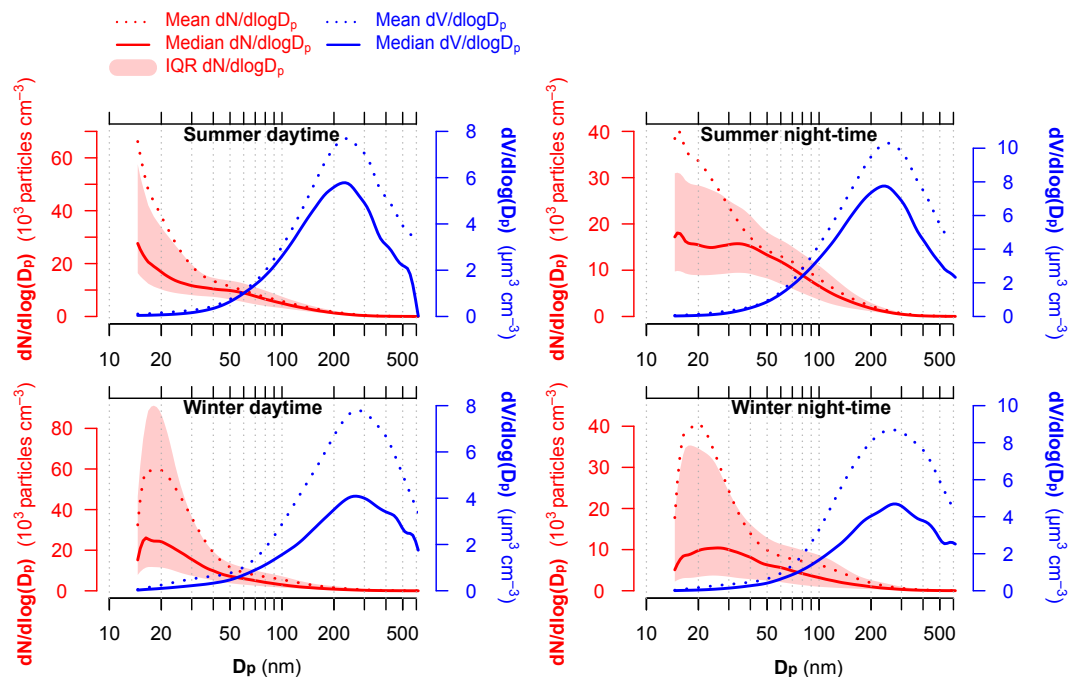 Mean dN/dlogDp
Mean dV/dlogDp
Median dN/dlogDp
Median dV/dlogDp
IQR dN/dlogDp
Summer daytime
dN/dlog(Dp) (10³ particles cm⁻³)
0 20 40 60
dV/dlog(Dp) (μm³ cm⁻³)
0 2 4 6 8
10 20 50 100 200 500
Summer night-time
dN/dlog(Dp) (10³ particles cm⁻³)
0 10 20 30 40
dV/dlog(Dp) (μm³ cm⁻³)
0 2 4 6 8 10
10 20 50 100 200 500
Winter daytime
dN/dlog(Dp) (10³ particles cm⁻³)
0 20 40 60 80
dV/dlog(Dp) (μm³ cm⁻³)
0 2 4 6 8
10 20 50 100 200 500
Dp (nm)
Winter night-time
dN/dlog(Dp) (10³ particles cm⁻³)
0 10 20 30 40
dV/dlog(Dp) (μm³ cm⁻³)
0 2 4 6 8 10
10 20 50 100 200 500
Dp (nm)